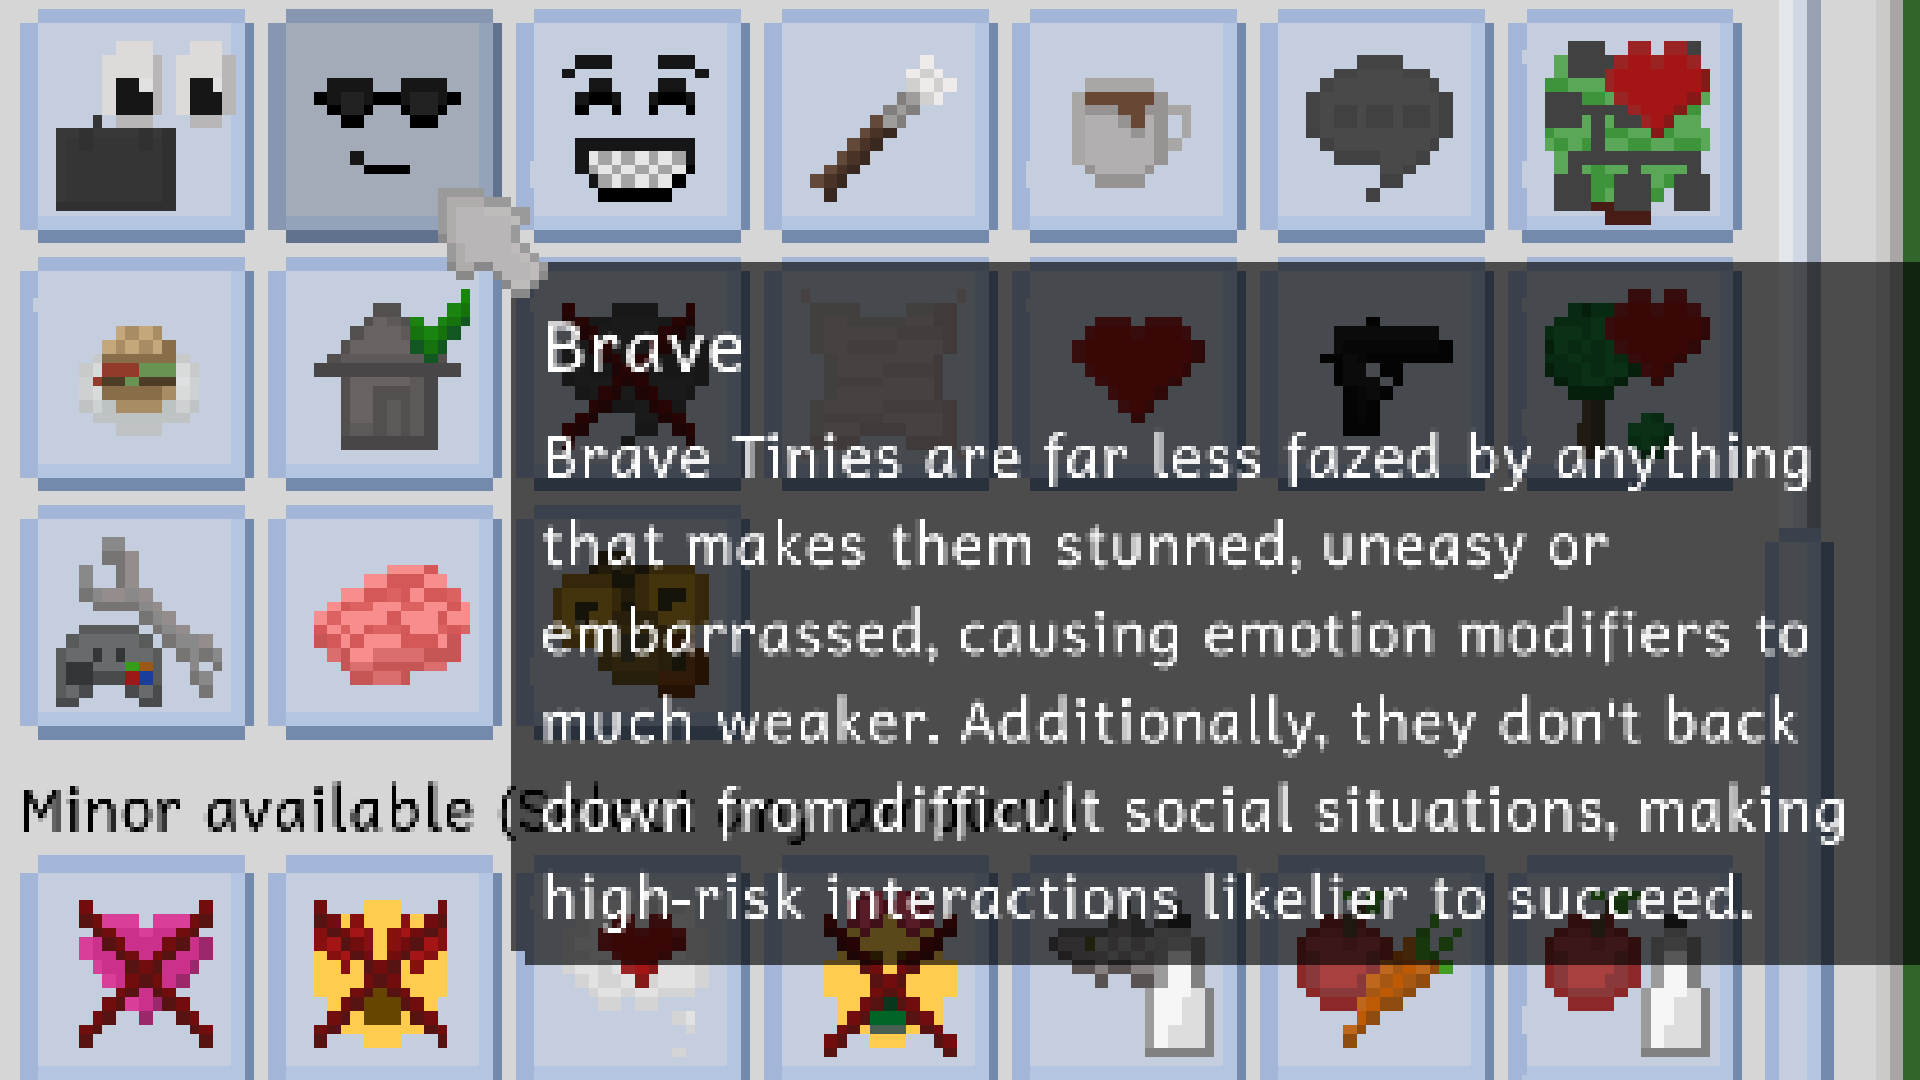 Brave
Brave Tinies are far less fazed by anything
that makes them stunned, uneasy or
embarrassed, causing emotion modifiers to
much weaker. Additionally, they don't back
down from difficult social situations, making
high-risk interactions likelier to succeed.
Minor available